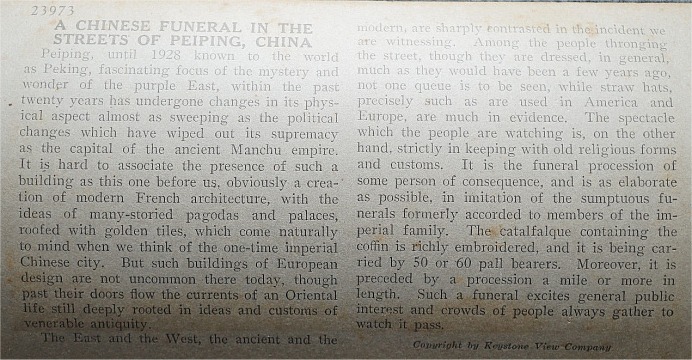 23973
A CHINESE FUNERAL IN THE
STREETS OF PEIPING, CHINA
Peiping, until 1928 known to the world
as Peking, fascinating focus of the mystery and
wonder of the purple East, within the past
twenty years has undergone changes in its phys-
ical aspect almost as sweeping as the political
changes which have wiped out its supremacy
as the capital of the ancient Manchu empire.
It is hard to associate the presence of such a
building as this one before us, obviously a crea-
tion of modern French architecture, with the
ideas of many-storied pagodas and palaces,
roofed with golden tiles, which come naturally
to mind when we think of the one-time imperial
Chinese city. But such buildings of European
design are not uncommon there today, though
past their doors flow the currents of an Oriental
life still deeply rooted in ideas and customs of
venerable antiquity.
The East and the West, the ancient and the
modern, are sharply contrasted in the incident we
are witnessing. Among the people thronging
the street, though they are dressed, in general,
much as they would have been a few years ago,
not one queue is to be seen, while straw hats,
precisely such as are used in America and
Europe, are much in evidence. The spectacle
which the people are watching is, on the other
hand, strictly in keeping with old religious forms
and customs. It is the funeral procession of
some person of consequence, and is as elaborate
as possible, in imitation of the sumptuous fu-
nerals formerly accorded to members of the im-
perial family. The catalfaque containing the
coffin is richly embroidered, and it is being car-
ried by 50 or 60 pall bearers. Moreover, it is
preceded by a procession a mile or more in
length. Such a funeral excites general public
interest and crowds of people always gather to
watch it pass.
Copyright by Keystone View Company